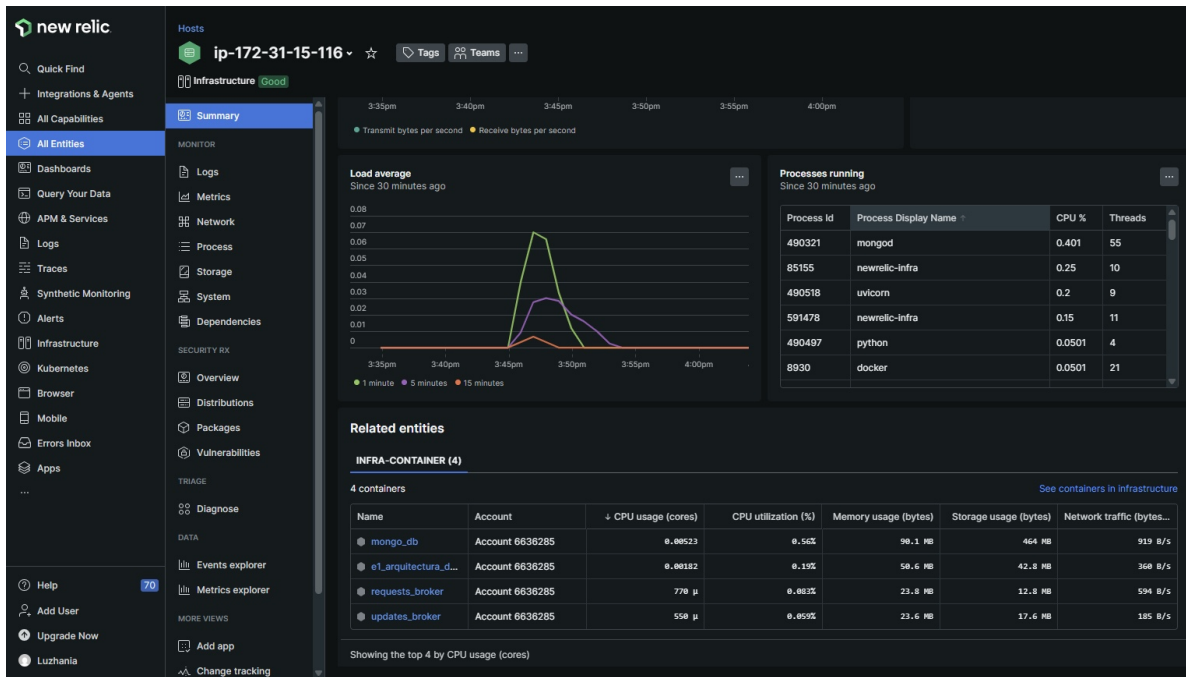 new relic
Quick Find
Integrations & Agents
All Capabilities
All Entities
Dashboards
Query Your Data
APM & Services
Logs
Traces
Synthetic Monitoring
Alerts
Infrastructure
Kubernetes
Browser
Mobile
Errors Inbox
Apps
...
Help 70
Add User
Upgrade Now
Luzhania
Hosts
ip-172-31-15-116
Tags Teams ...
Infrastructure Good
Summary
MONITOR
Logs
Metrics
Network
Process
Storage
System
Dependencies
SECURITY RX
Overview
Distributions
Packages
Vulnerabilities
TRIAGE
Diagnose
DATA
Events explorer
Metrics explorer
MORE VIEWS
Add app
Change tracking
3:35pm 3:40pm 3:45pm 3:50pm 3:55pm 4:00pm
Transmit bytes per second Receive bytes per second
Load average
Since 30 minutes ago
...
0.08
0.07
0.06
0.05
0.04
0.03
0.02
0.01
0
3:35pm 3:40pm 3:45pm 3:50pm 3:55pm 4:00pm
1 minute 5 minutes 15 minutes
Processes running
Since 30 minutes ago
...
Process Id Process Display Name ↑ CPU % Threads
490321 mongod 0.401 55
85155 newrelic-infra 0.25 10
490518 uvicorn 0.2 9
591478 newrelic-infra 0.15 11
490497 python 0.0501 4
8930 docker 0.0501 21
Related entities
INFRA-CONTAINER (4)
4 containers See containers in infrastructure
Name Account ↓ CPU usage (cores) CPU utilization (%) Memory usage (bytes) Storage usage (bytes) Network traffic (bytes...
mongo_db Account 6636285 0.00523 0.56% 90.1 MB 464 MB 919 B/s
e1_arquitectura_d... Account 6636285 0.00182 0.19% 50.6 MB 42.8 MB 360 B/s
requests_broker Account 6636285 770 µ 0.083% 23.8 MB 12.8 MB 594 B/s
updates_broker Account 6636285 550 µ 0.059% 23.6 MB 17.6 MB 185 B/s
Showing the top 4 by CPU usage (cores)